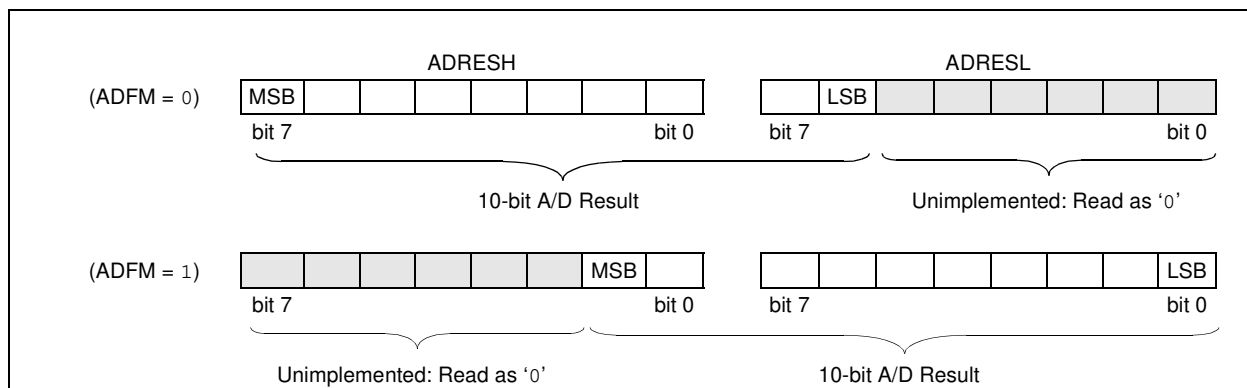 ADRESH ADRESL
(ADFM = 0) MSB LSB
bit 7 bit 0 bit 7 bit 0
10-bit A/D Result Unimplemented: Read as ‘0’
(ADFM = 1) MSB LSB
bit 7 bit 0 bit 7 bit 0
Unimplemented: Read as ‘0’ 10-bit A/D Result